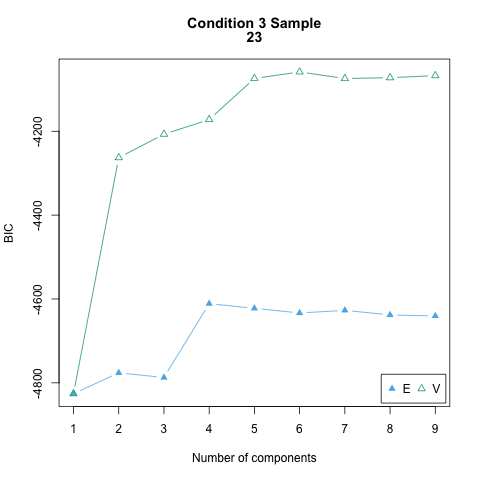 Condition 3 Sample
23
BIC
-4200
-4400
-4600
-4800
E V
1 2 3 4 5 6 7 8 9
Number of components